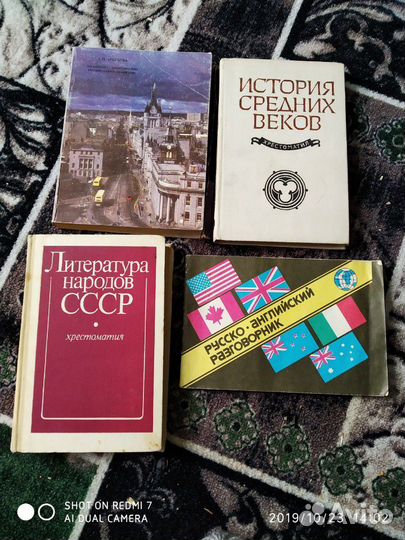 ИСТОРИЯ
СРЕДНИХ
ВЕКОВ
ХРЕСТОМАТИЯ
Литература
народов
СССР
хрестоматия
РУССКО-АНГЛИЙСКИЙ
РАЗГОВОРНИК
SHOT ON REDMI 7
AI DUAL CAMERA
2019/10/23 14:02
Avito